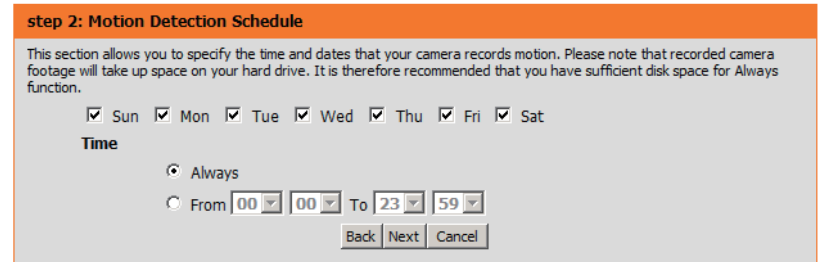 step 2: Motion Detection Schedule
This section allows you to specify the time and dates that your camera records motion. Please note that recorded camera
footage will take up space on your hard drive. It is therefore recommended that you have sufficient disk space for Always
function.
Sun Mon Tue Wed Thu Fri Sat
Time
Always
From 00 00 To 23 59
Back Next Cancel